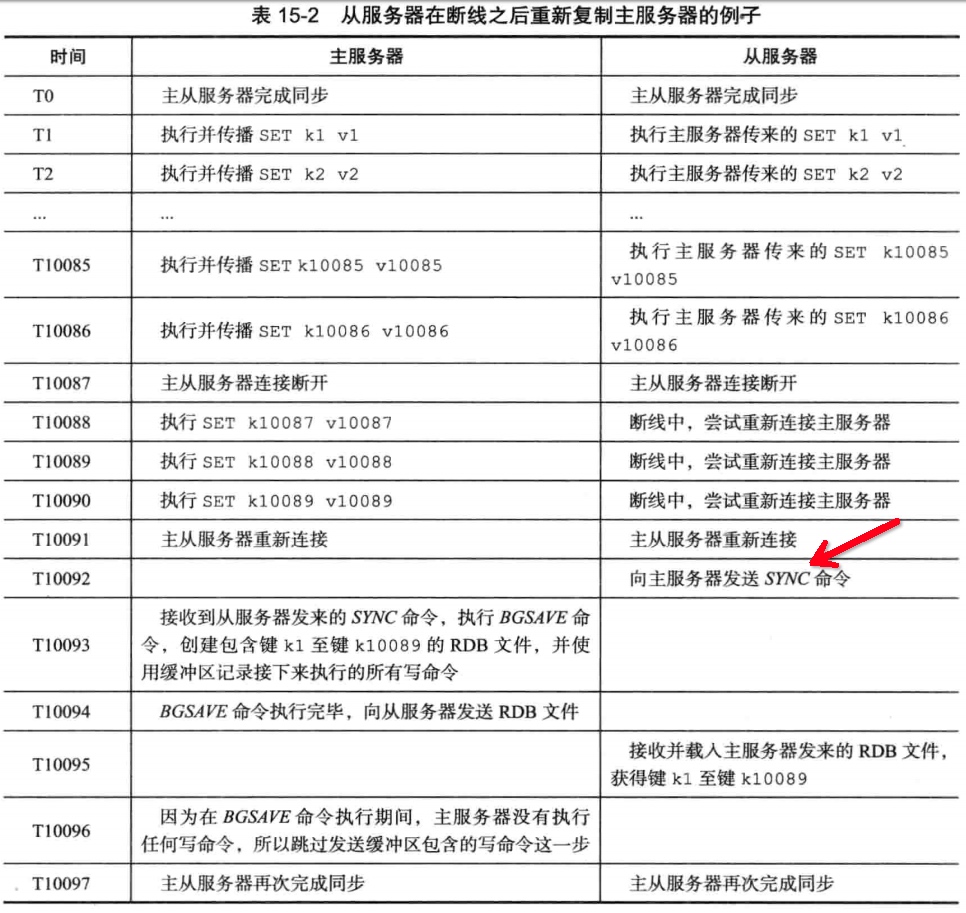 表 15-2 从服务器在断线之后重新复制主服务器的例子
时间 主服务器 从服务器
T0 主从服务器完成同步 主从服务器完成同步
T1 执行并传播 SET k1 v1 执行主服务器传来的 SET k1 v1
T2 执行并传播 SET k2 v2 执行主服务器传来的 SET k2 v2
... ... ...
T10085 执行并传播 SET k10085 v10085 执行主服务器传来的 SET k10085
v10085
T10086 执行并传播 SET k10086 v10086 执行主服务器传来的 SET k10086
v10086
T10087 主从服务器连接断开 主从服务器连接断开
T10088 执行 SET k10087 v10087 断线中，尝试重新连接主服务器
T10089 执行 SET k10088 v10088 断线中，尝试重新连接主服务器
T10090 执行 SET k10089 v10089 断线中，尝试重新连接主服务器
T10091 主从服务器重新连接 主从服务器重新连接
T10092 向主服务器发送 SYNC 命令
T10093 接收到从服务器发来的 SYNC 命令，执行 BGSAVE 命
令，创建包含键 k1 至键 k10089 的 RDB 文件，并使
用缓冲区记录接下来执行的所有写命令
T10094 BGSAVE 命令执行完毕，向从服务器发送 RDB 文件
T10095 接收并载入主服务器发来的 RDB 文件，
获得键 k1 至键 k10089
T10096 因为在 BGSAVE 命令执行期间，主服务器没有执行
任何写命令，所以跳过发送缓冲区包含的写命令这一步
T10097 主从服务器再次完成同步 主从服务器再次完成同步